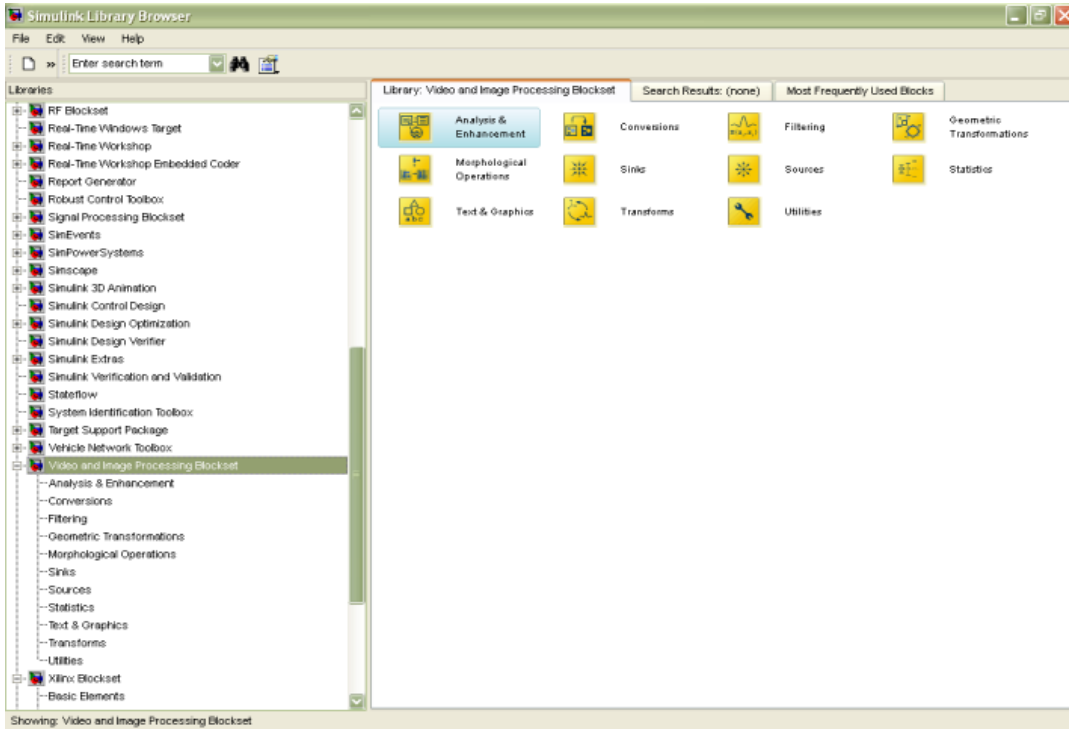 Simulink Library Browser
File Edit View Help
» Enter search term
Libraries
RF Blockset
Real-Time Windows Target
Real-Time Workshop
Real-Time Workshop Embedded Coder
Report Generator
Robust Control Toolbox
Signal Processing Blockset
SimEvents
SimPowerSystems
Simscape
Simulink 3D Animation
Simulink Control Design
Simulink Design Optimization
Simulink Design Verifier
Simulink Extras
Simulink Verification and Validation
Stateflow
System Identification Toolbox
Target Support Package
Vehicle Network Toolbox
Video and Image Processing Blockset
Analysis & Enhancement
Conversions
Filtering
Geometric Transformations
Morphological Operations
Sinks
Sources
Statistics
Text & Graphics
Transforms
Utilities
Xilinx Blockset
Basic Elements
Library: Video and Image Processing Blockset Search Results: (none) Most Frequently Used Blocks
Analysis &
Enhancement
Conversions
Filtering
Geometric
Transformations
Morphological
Operations
Sinks
Sources
Statistics
abc
Text & Graphics
Transforms
Utilities
Showing: Video and Image Processing Blockset